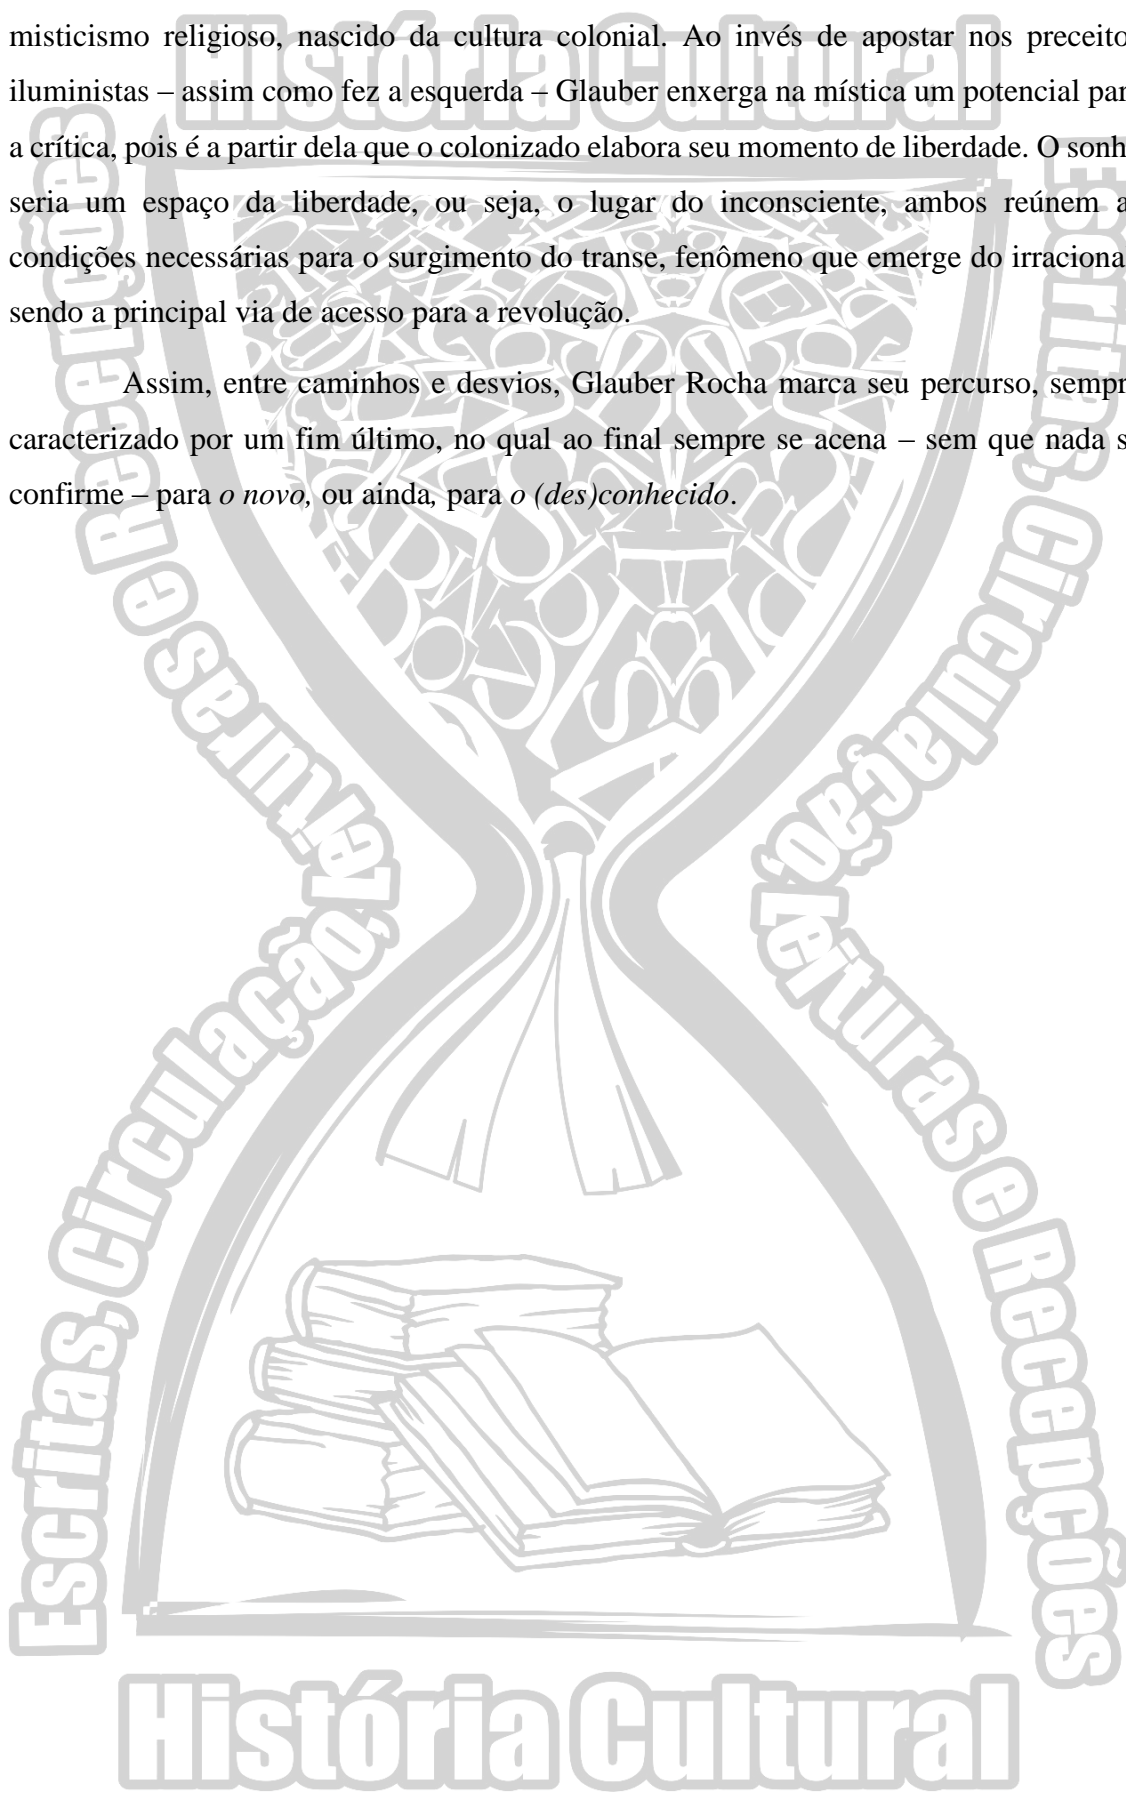 História Cultural
misticismo religioso, nascido da cultura colonial. Ao invés de apostar nos preceito
iluministas – assim como fez a esquerda – Glauber enxerga na mística um potencial par
a crítica, pois é a partir dela que o colonizado elabora seu momento de liberdade. O sonh
seria um espaço da liberdade, ou seja, o lugar do inconsciente, ambos reúnem a
condições necessárias para o surgimento do transe, fenômeno que emerge do irraciona
sendo a principal via de acesso para a revolução.
Assim, entre caminhos e desvios, Glauber Rocha marca seu percurso, sempr
caracterizado por um fim último, no qual ao final sempre se acena – sem que nada s
confirme – para o novo, ou ainda, para o (des)conhecido.
Escritas, Circulação, Leituras e Recepções
Escritas, Circulação, Leituras e Recepções
História Cultural